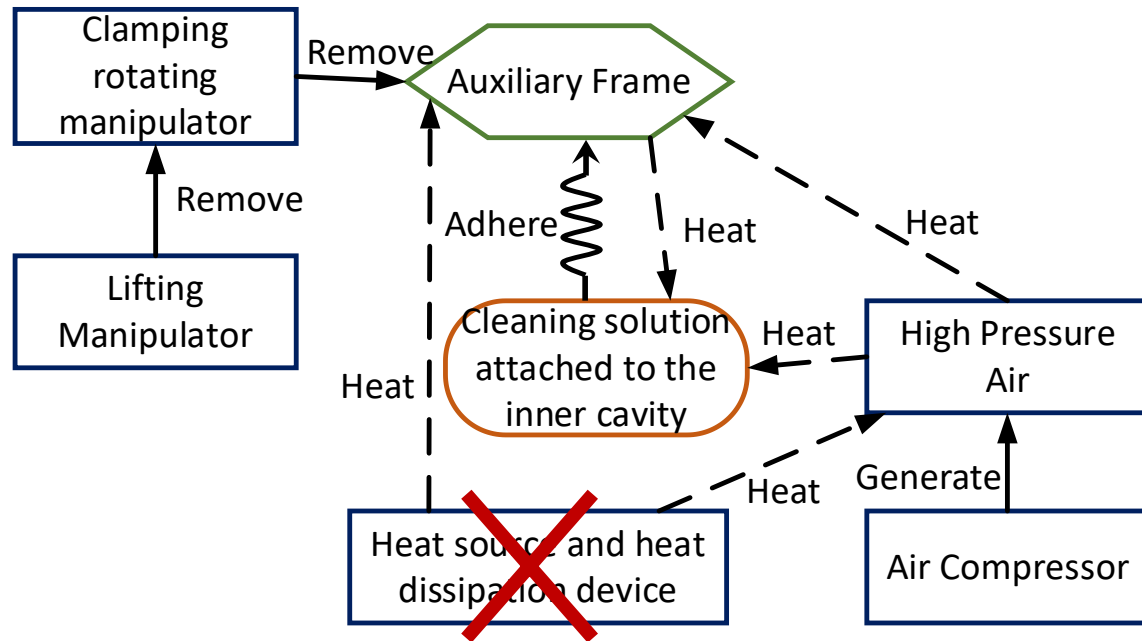 Clamping
rotating
manipulator
Remove
Auxiliary Frame
Remove
Adhere
Heat
Heat
Lifting
Manipulator
Cleaning solution
attached to the
inner cavity
Heat
High Pressure
Air
Heat
Heat
Generate
Heat source and heat
dissipation device
Air Compressor